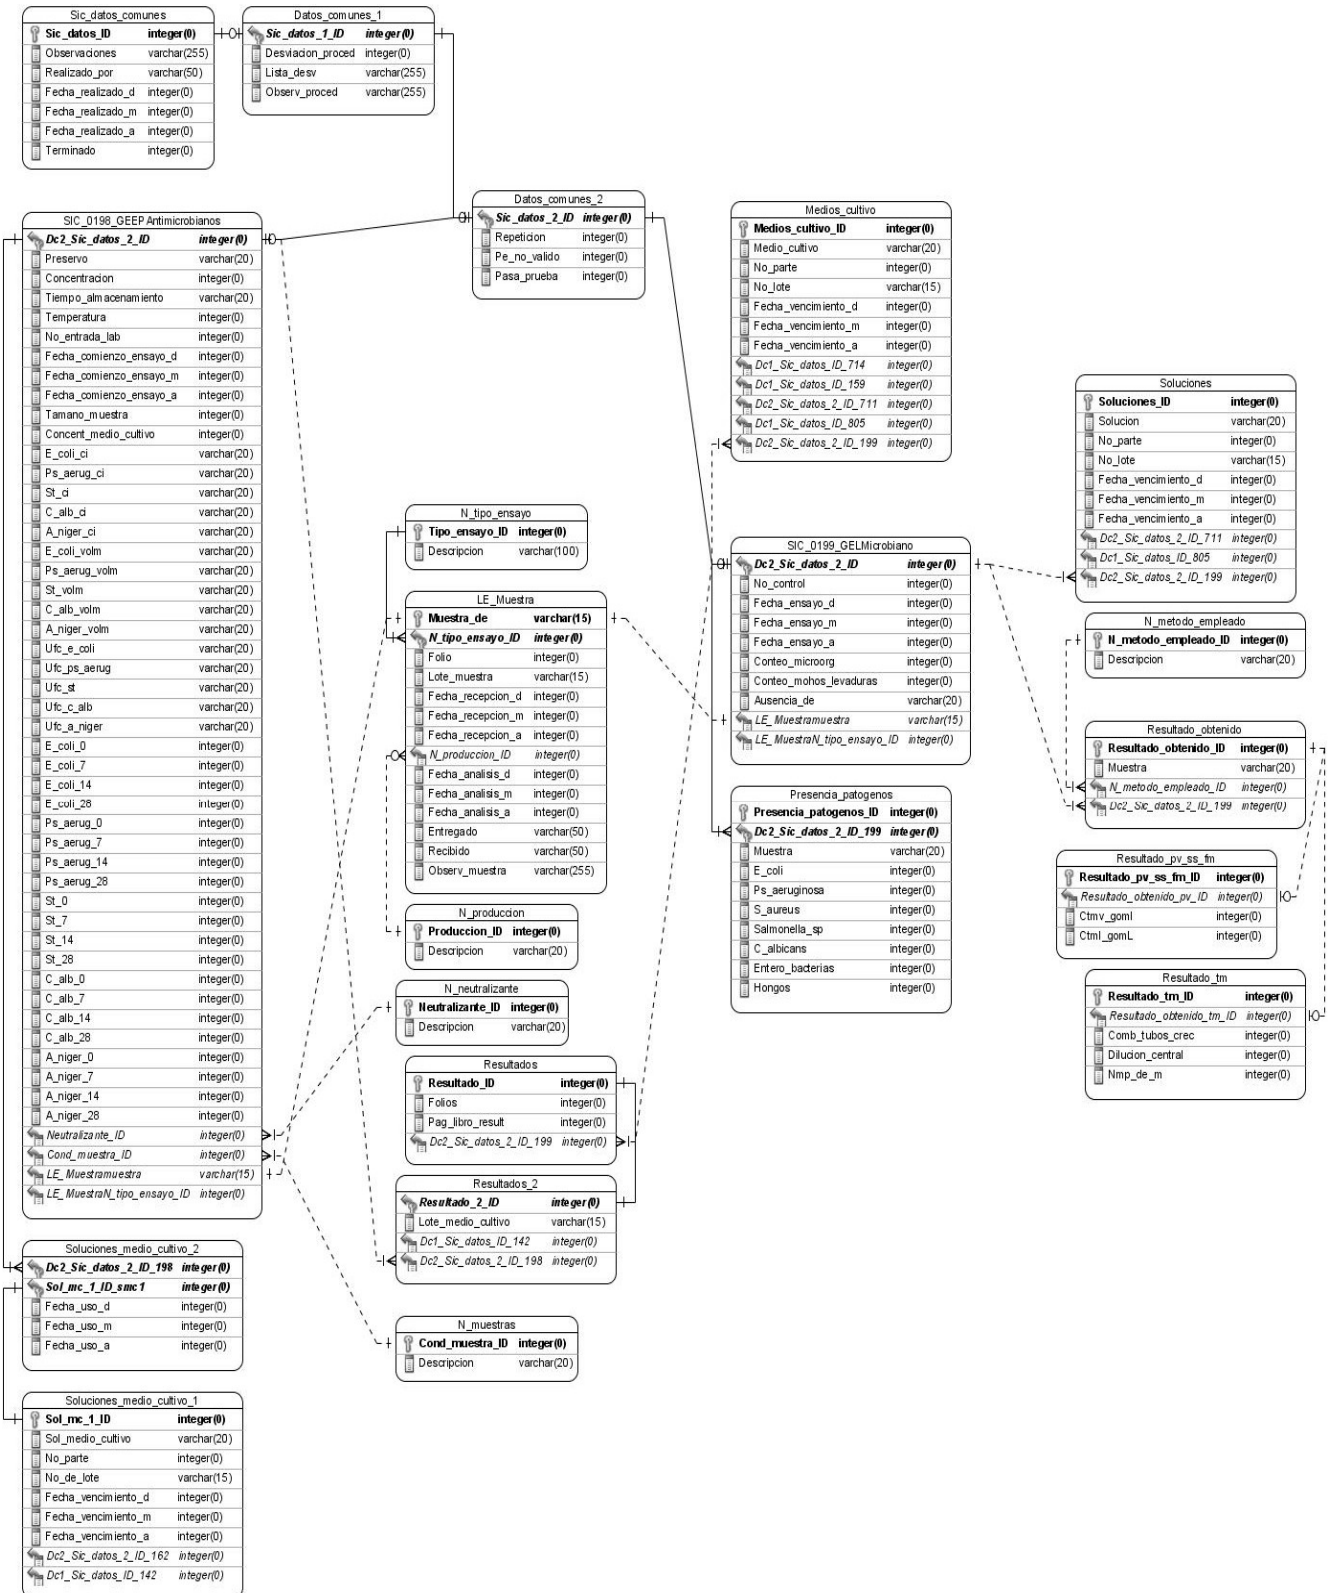 Sic_datos_comunes
Sic_datos_ID integer(0)
Observaciones varchar(255)
Realizado_por varchar(50)
Fecha_realizado_d integer(0)
Fecha_realizado_m integer(0)
Fecha_realizado_a integer(0)
Terminado integer(0)
Datos_comunes_1
Sic_datos_1_ID integer(0)
Desviacion_proced integer(0)
Lista_desv varchar(255)
Observ_proced varchar(255)
Datos_comunes_2
Sic_datos_2_ID integer(0)
Repeticion integer(0)
Pe_no_valido integer(0)
Pasa_prueba integer(0)
SIC_0198_GEEPAntimicrobianos
Dc2_Sic_datos_2_ID integer(0)
Preservo varchar(20)
Concentracion integer(0)
Tiempo_almacenamiento varchar(20)
Temperatura integer(0)
No_entrada_lab integer(0)
Fecha_comienzo_ensayo_d integer(0)
Fecha_comienzo_ensayo_m integer(0)
Fecha_comienzo_ensayo_a integer(0)
Tamano_muestra integer(0)
Concent_medio_cultivo integer(0)
E_coli_ci varchar(20)
Ps_aerug_ci varchar(20)
St_ci varchar(20)
C_alb_ci varchar(20)
A_niger_ci varchar(20)
E_coli_volm varchar(20)
Ps_aerug_volm varchar(20)
St_volm varchar(20)
C_alb_volm varchar(20)
A_niger_volm varchar(20)
Ufc_e_coli varchar(20)
Ufc_ps_aerug varchar(20)
Ufc_st varchar(20)
Ufc_c_alb varchar(20)
Ufc_a_niger varchar(20)
E_coli_0 integer(0)
E_coli_7 integer(0)
E_coli_14 integer(0)
E_coli_28 integer(0)
Ps_aerug_0 integer(0)
Ps_aerug_7 integer(0)
Ps_aerug_14 integer(0)
Ps_aerug_28 integer(0)
St_0 integer(0)
St_7 integer(0)
St_14 integer(0)
St_28 integer(0)
C_alb_0 integer(0)
C_alb_7 integer(0)
C_alb_14 integer(0)
C_alb_28 integer(0)
A_niger_0 integer(0)
A_niger_7 integer(0)
A_niger_14 integer(0)
A_niger_28 integer(0)
Neutralizante_ID integer(0)
Cond_muestra_ID integer(0)
LE_Muestramuestra varchar(15)
LE_MuestraN_tipo_ensayo_ID integer(0)
Soluciones_medio_cultivo_2
Dc2_Sic_datos_2_ID_198 integer(0)
Sol_mc_1_ID_smc1 integer(0)
Fecha_uso_d integer(0)
Fecha_uso_m integer(0)
Fecha_uso_a integer(0)
Soluciones_medio_cultivo_1
Sol_mc_1_ID integer(0)
Sol_medio_cultivo varchar(20)
No_parte integer(0)
No_de_lote varchar(15)
Fecha_vencimiento_d integer(0)
Fecha_vencimiento_m integer(0)
Fecha_vencimiento_a integer(0)
Dc2_Sic_datos_2_ID_162 integer(0)
Dc1_Sic_datos_ID_142 integer(0)
N_tipo_ensayo
Tipo_ensayo_ID integer(0)
Descripcion varchar(100)
LE_Muestra
Muestra_de varchar(15)
N_tipo_ensayo_ID integer(0)
Folio integer(0)
Lote_muestra varchar(15)
Fecha_recepcion_d integer(0)
Fecha_recepcion_m integer(0)
Fecha_recepcion_a integer(0)
N_produccion_ID integer(0)
Fecha_analisis_d integer(0)
Fecha_analisis_m integer(0)
Fecha_analisis_a integer(0)
Entregado varchar(50)
Recibido varchar(50)
Observ_muestra varchar(255)
N_produccion
Produccion_ID integer(0)
Descripcion varchar(20)
N_neutralizante
Neutralizante_ID integer(0)
Descripcion varchar(20)
Resultados
Resultado_ID integer(0)
Folios integer(0)
Pag_libro_result integer(0)
Dc2_Sic_datos_2_ID_199 integer(0)
Resultados_2
Resultado_2_ID integer(0)
Lote_medio_cultivo varchar(15)
Dc1_Sic_datos_ID_142 integer(0)
Dc2_Sic_datos_2_ID_198 integer(0)
N_muestras
Cond_muestra_ID integer(0)
Descripcion varchar(20)
Medios_cultivo
Medios_cultivo_ID integer(0)
Medio_cultivo varchar(20)
No_parte integer(0)
No_lote varchar(15)
Fecha_vencimiento_d integer(0)
Fecha_vencimiento_m integer(0)
Fecha_vencimiento_a integer(0)
Dc1_Sic_datos_ID_714 integer(0)
Dc1_Sic_datos_ID_159 integer(0)
Dc2_Sic_datos_2_ID_711 integer(0)
Dc1_Sic_datos_ID_805 integer(0)
Dc2_Sic_datos_2_ID_199 integer(0)
SIC_0199_GELMicrobiano
Dc2_Sic_datos_2_ID integer(0)
No_control integer(0)
Fecha_ensayo_d integer(0)
Fecha_ensayo_m integer(0)
Fecha_ensayo_a integer(0)
Conteo_microorg integer(0)
Conteo_mohos_levaduras integer(0)
Ausencia_de varchar(20)
LE_Muestramuestra varchar(15)
LE_MuestraN_tipo_ensayo_ID integer(0)
Presencia_patogenos
Presencia_patogenos_ID integer(0)
Dc2_Sic_datos_2_ID_199 integer(0)
Muestra varchar(20)
E_coli integer(0)
Ps_aeruginosa integer(0)
S_aureus integer(0)
Salmonella_sp integer(0)
C_albicans integer(0)
Entero_bacterias integer(0)
Hongos integer(0)
Soluciones
Soluciones_ID integer(0)
Solucion varchar(20)
No_parte integer(0)
No_lote varchar(15)
Fecha_vencimiento_d integer(0)
Fecha_vencimiento_m integer(0)
Fecha_vencimiento_a integer(0)
Dc2_Sic_datos_2_ID_711 integer(0)
Dc1_Sic_datos_ID_805 integer(0)
Dc2_Sic_datos_2_ID_199 integer(0)
N_metodo_empleado
N_metodo_empleado_ID integer(0)
Descripcion varchar(20)
Resultado_obtenido
Resultado_obtenido_ID integer(0)
Muestra varchar(20)
N_metodo_empleado_ID integer(0)
Dc2_Sic_datos_2_ID_199 integer(0)
Resultado_pv_ss_fm
Resultado_pv_ss_fm_ID integer(0)
Resultado_obtenido_pv_ID integer(0)
Ctmv_goml integer(0)
Ctml_gomL integer(0)
Resultado_tm
Resultado_tm_ID integer(0)
Resultado_obtenido_tm_ID integer(0)
Comb_tubos_crec integer(0)
Dilucion_central integer(0)
Nmp_de_m integer(0)